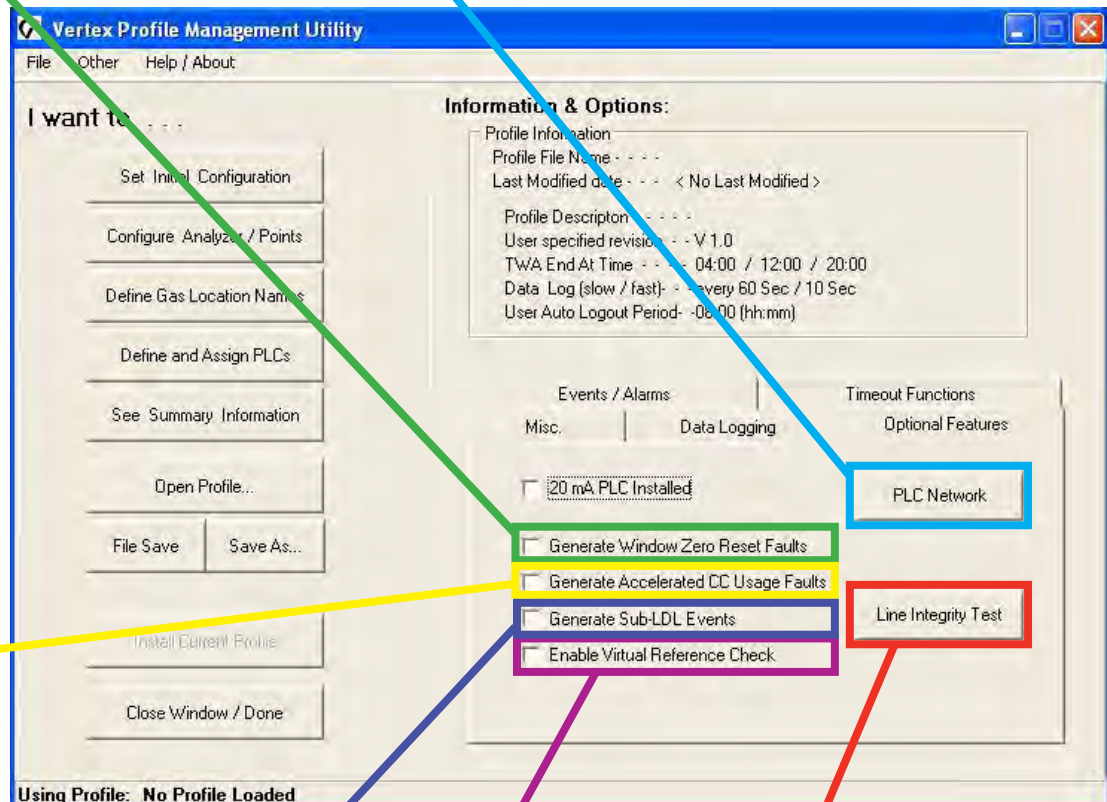 Vertex Profile Management Utility
File Other Help / About
I want to . . .
Set Initial Configuration
Configure Analyzer / Points
Define Gas Location Names
Define and Assign PLCs
See Summary Information
Open Profile...
File Save Save As...
Install Current Profile
Close Window / Done
Information & Options:
Profile Information
Profile File Name - - - -
Last Modified date - - - < No Last Modified >
Profile Descripton - - - - -
User specified revision - - V 1.0
TWA End At Time - - - - 04:00 / 12:00 / 20:00
Data Log (slow / fast)- - -every 60 Sec / 10 Sec
User Auto Logout Period- -08:00 (hh:mm)
Events / Alarms Timeout Functions
Misc. Data Logging Optional Features
20 mA PLC Installed
PLC Network
Generate Window Zero Reset Faults
Generate Accelerated CC Usage Faults
Generate Sub-LDL Events
Line Integrity Test
Enable Virtual Reference Check
Using Profile: No Profile Loaded